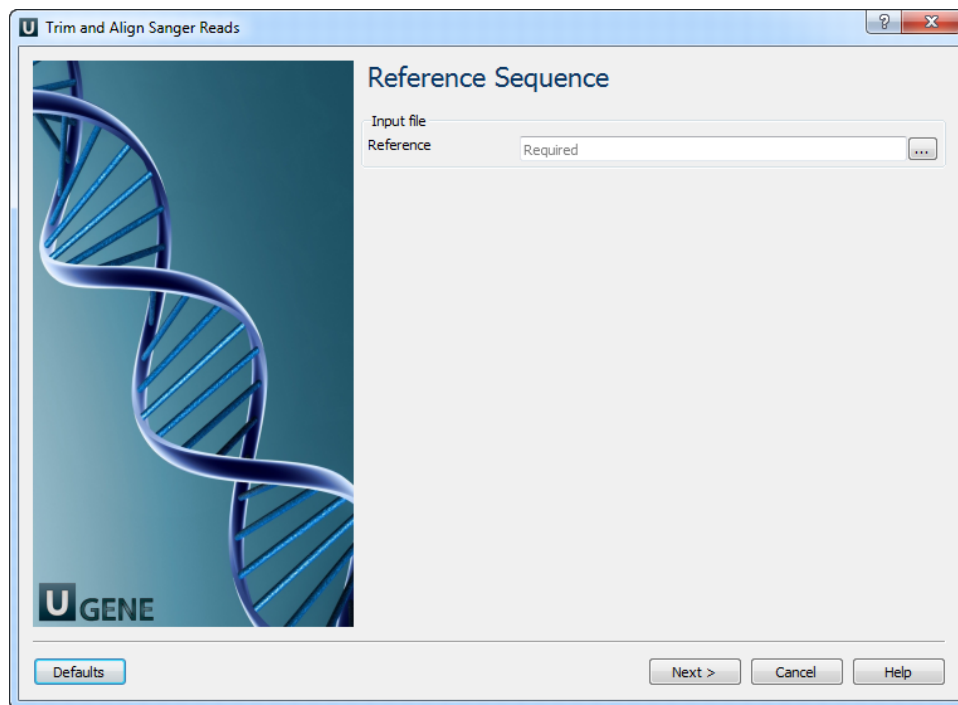 U Trim and Align Sanger Reads ? X
Reference Sequence
Input file
Reference Required ...
U GENE
Defaults Next > Cancel Help